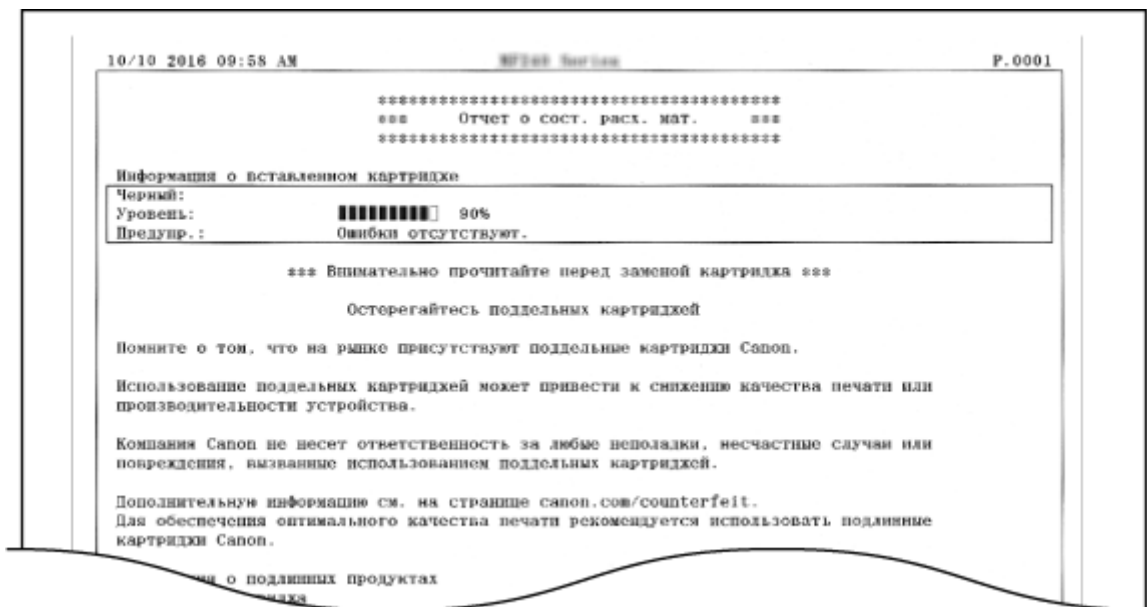 10/10 2016 09:58 AM P.0001
***************************************
*** Отчет о сост. расх. мат. ***
***************************************
Информация о вставленном картридже
Черный:
Уровень: 90%
Предупр.: Ошибки отсутствуют.
*** Внимательно прочитайте перед заменой картриджа ***
Остерегайтесь поддельных картриджей
Помните о том, что на рынке присутствуют поддельные картриджи Canon.
Использование поддельных картриджей может привести к снижению качества печати или
производительности устройства.
Компания Canon не несет ответственность за любые неполадки, несчастные случаи или
повреждения, вызванные использованием поддельных картриджей.
Дополнительную информацию см. на странице canon.com/counterfeit.
Для обеспечения оптимального качества печати рекомендуется использовать подлинные
картриджи Canon.
о подлинных продуктах